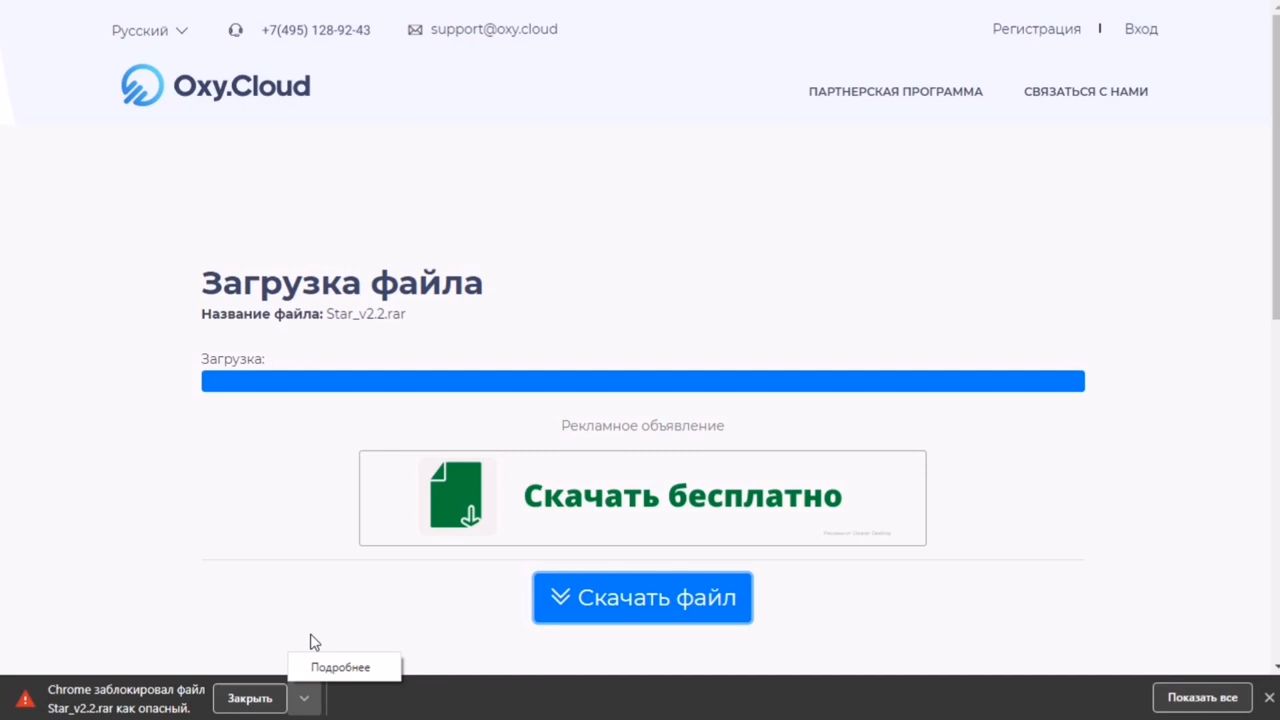 Русский
+7(495) 128-92-43
support@oxy.cloud
Регистрация
Вход
Oxy.Cloud
ПАРТНЕРСКАЯ ПРОГРАММА
СВЯЗАТЬСЯ С НАМИ
Загрузка файла
Название файла: Star_v2.2.rar
Загрузка:
Рекламное объявление
Скачать бесплатно
Скачать файл
Подробнее
Chrome заблокировал файл
Star_v2.2.rar как опасный.
Закрыть
Показать все